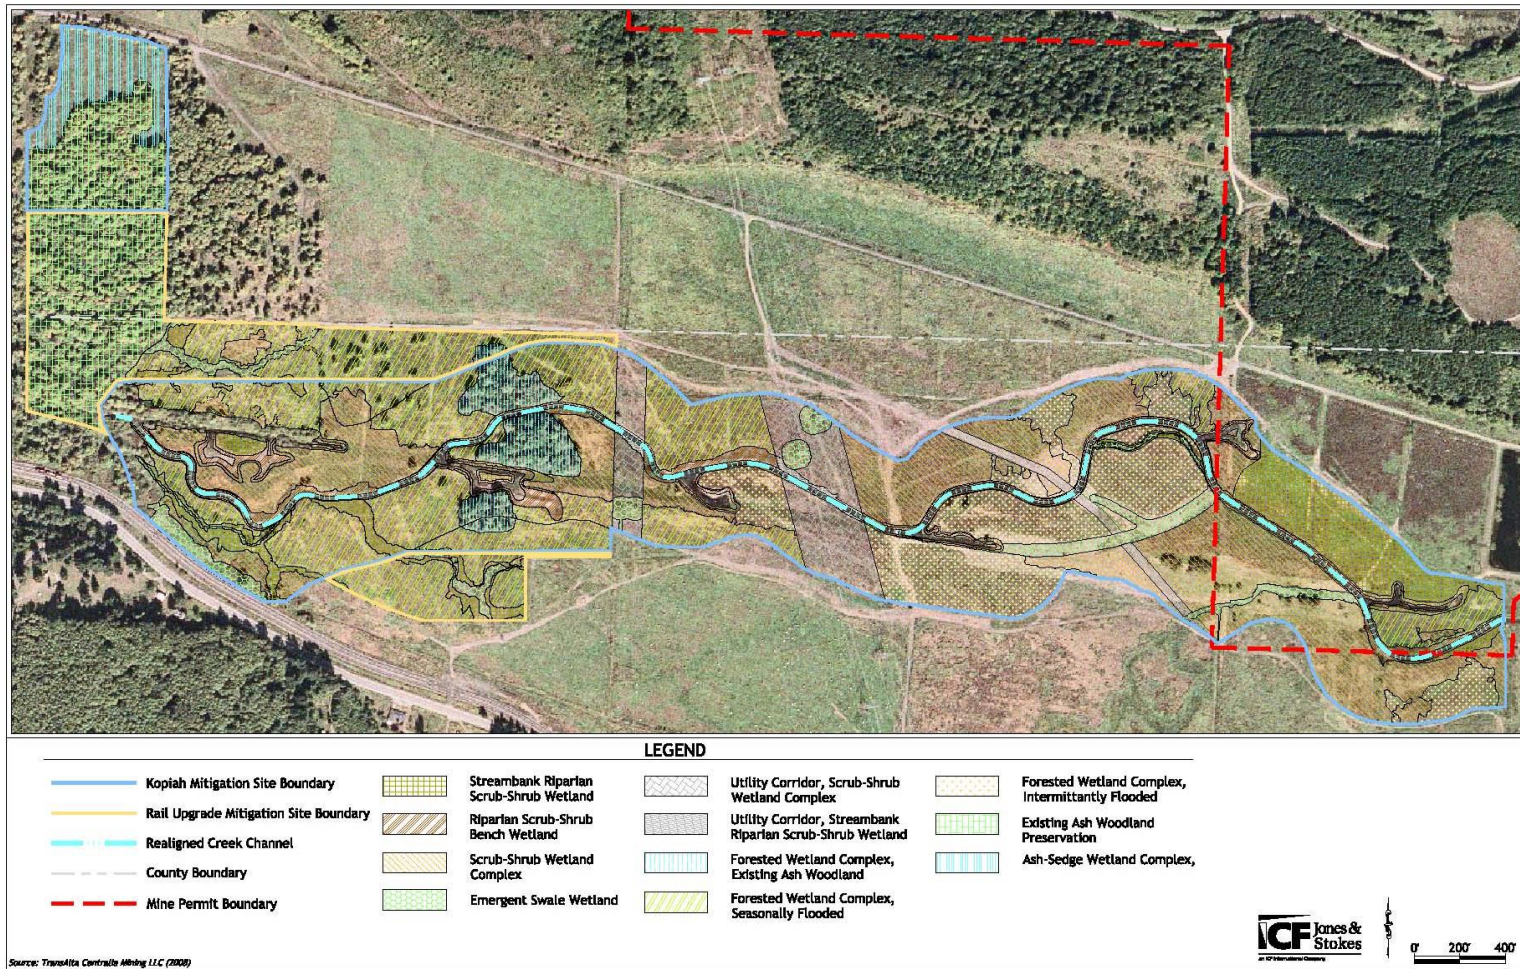 LEGEND
Kopiah Mitigation Site Boundary
Rail Upgrade Mitigation Site Boundary
Realigned Creek Channel
County Boundary
Mine Permit Boundary
Streambank Riparian
Scrub-Shrub Wetland
Riparian Scrub-Shrub
Bench Wetland
Scrub-Shrub Wetland
Complex
Emergent Swale Wetland
Utility Corridor, Scrub-Shrub
Wetland Complex
Utility Corridor, Streambank
Riparian Scrub-Shrub Wetland
Forested Wetland Complex,
Existing Ash Woodland
Forested Wetland Complex,
Seasonally Flooded
Forested Wetland Complex,
Intermittantly Flooded
Existing Ash Woodland
Preservation
Ash-Sedge Wetland Complex,
ICF Jones &
Stokes
an ICF International Company
0' 200' 400'
Source: TransAlta Centralia Mining LLC (2008)